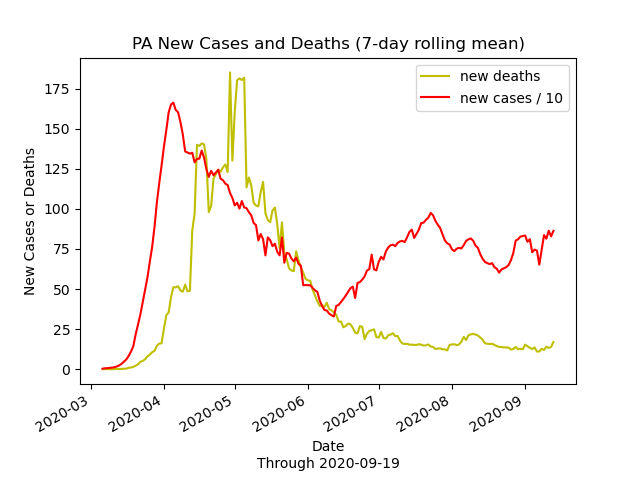 PA New Cases and Deaths (7-day rolling mean)
new deaths
new cases / 10
New Cases or Deaths
175
150
125
100
75
50
25
0
2020-03
2020-04
2020-05
2020-06
2020-07
2020-08
2020-09
Date
Through 2020-09-19